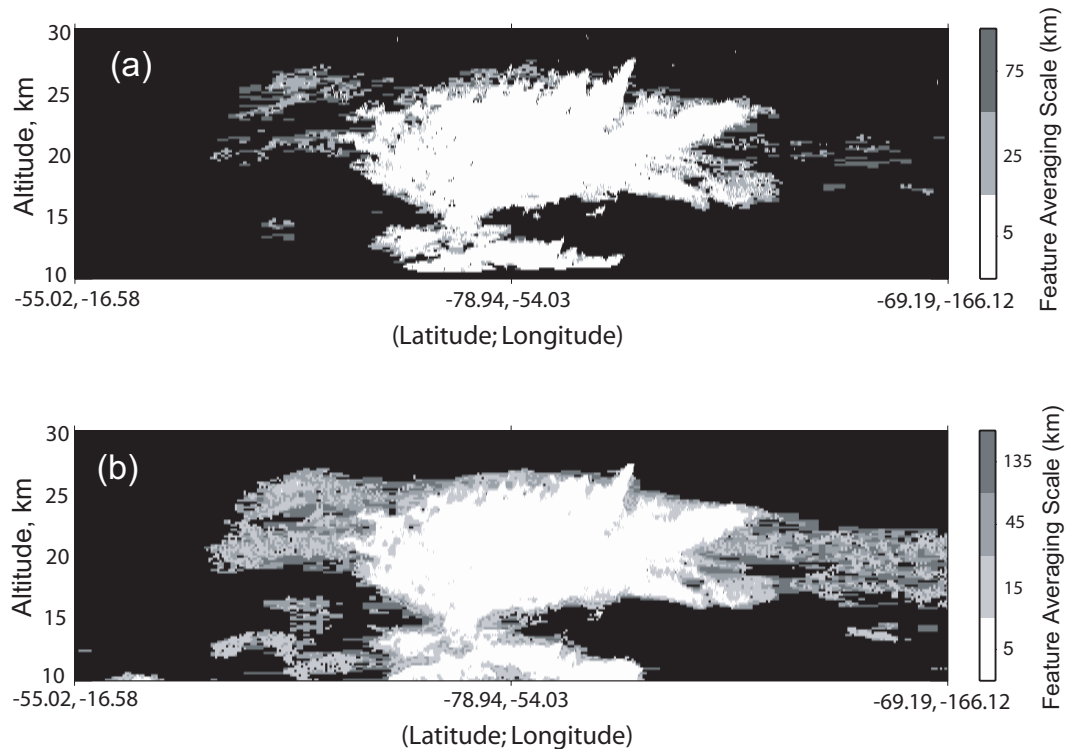 (a)
30
25
20
15
10
Altitude, km
-55.02, -16.58
-78.94, -54.03
-69.19, -166.12
(Latitude; Longitude)
75
25
5
Feature Averaging Scale (km)
(b)
30
25
20
15
10
Altitude, km
-55.02, -16.58
-78.94, -54.03
-69.19, -166.12
(Latitude; Longitude)
135
45
15
5
Feature Averaging Scale (km)